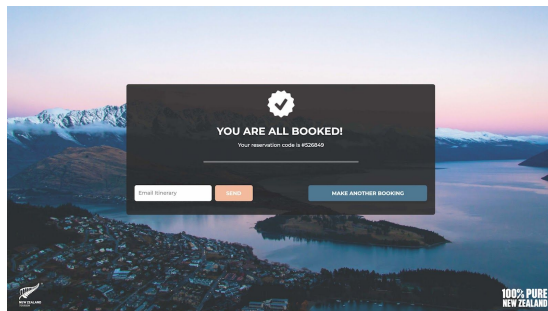 YOU ARE ALL BOOKED!
Your reservation code is #526849
Email Itinerary
SEND
MAKE ANOTHER BOOKING
NEW ZEALAND
100% PURE
NEW ZEALAND